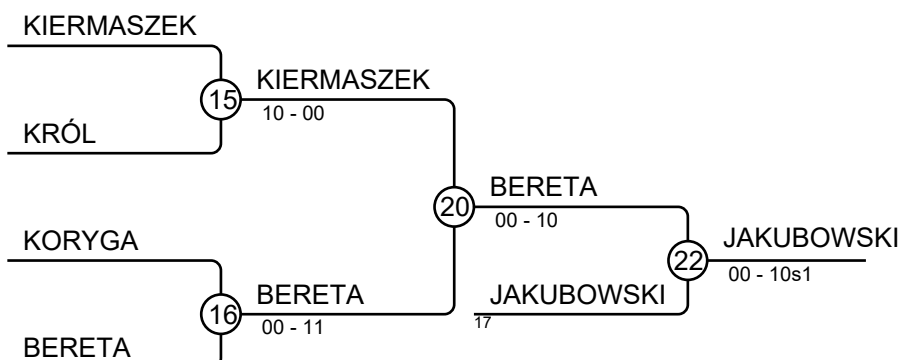 KIERMASZEK
KIERMASZEK
15
10 - 00
KRÓL
BERETA
20
00 - 10
KORYGA
JAKUBOWSKI
22
00 - 10s1
BERETA
JAKUBOWSKI
16
17
00 - 11
BERETA